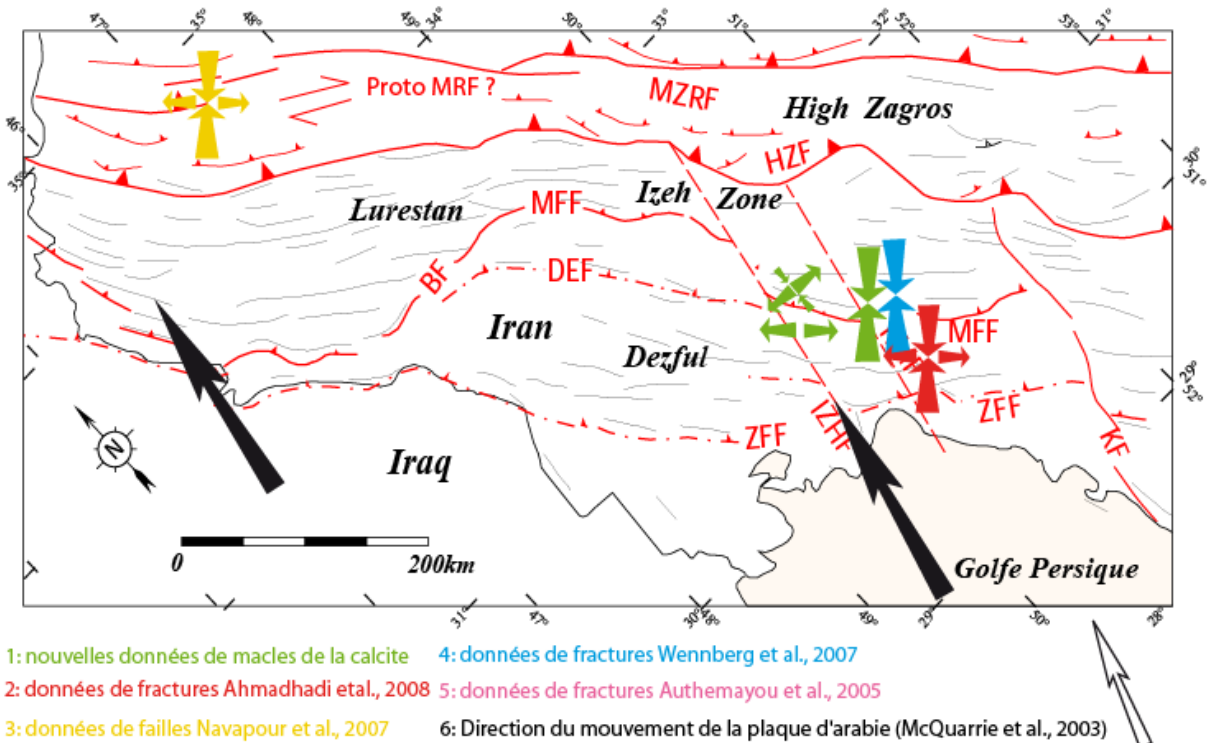 47° 35° 48° 49° 34° 50° 33° 51° 32° 52° 53° 31°
Proto MRF ?
MZRF
High Zagros
46°
35°
HZF
30°
51°
Izeh
Zone
Lurestan
MFF
BF
DEF
Iran
MFF
Dezful
29°
52°
IZHF
ZFF
ZFF
KF
N
Iraq
0 200km
Golfe Persique
31° 47° 30° 48° 49° 29° 50° 28°
1: nouvelles données de macles de la calcite
4: données de fractures Wennberg et al., 2007
2: données de fractures Ahmadhadi etal., 2008
5: données de fractures Authemayou et al., 2005
3: données de failles Navapour et al., 2007
6: Direction du mouvement de la plaque d'arabie (McQuarrie et al., 2003)